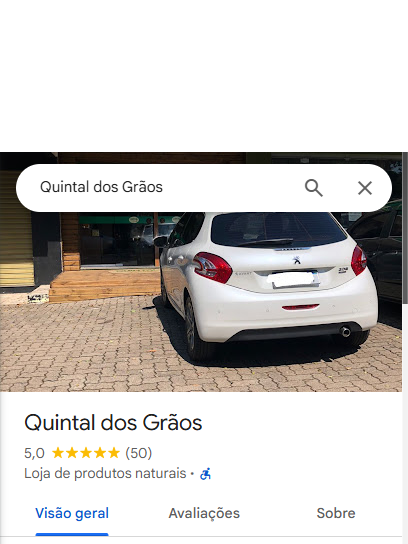 Quintal dos Grãos
Quintal dos Grãos
5,0 (50)
Loja de produtos naturais ·
Visão geral
Avaliações
Sobre